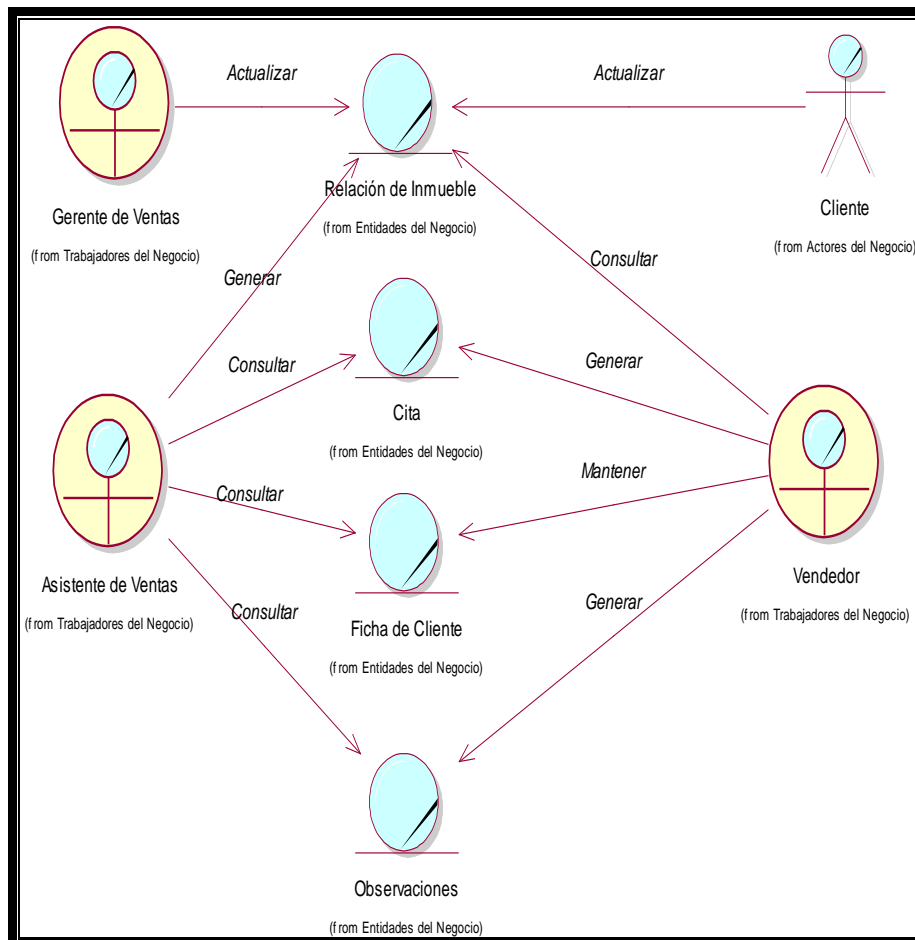 Actualizar
Actualizar
Relación de Inmueble
(from Entidades del Negocio)
Gerente de Ventas
(from Trabajadores del Negocio)
Cliente
(from Actores del Negocio)
Generar
Consultar
Consultar
Generar
Cita
(from Entidades del Negocio)
Consultar
Mantener
Asistente de Ventas
(from Trabajadores del Negocio)
Vendedor
(from Trabajadores del Negocio)
Consultar
Generar
Ficha de Cliente
(from Entidades del Negocio)
Observaciones
(from Entidades del Negocio)